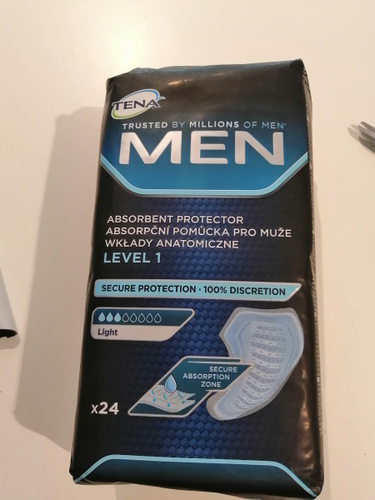 TENA
TRUSTED BY MILLIONS OF MEN*
MEN
ABSORBENT PROTECTOR
ABSORPČNÍ POMŮCKA PRO MUŽE
WKŁADY ANATOMICZNE
LEVEL 1
SECURE PROTECTION • 100% DISCRETION
Light
SECURE
ABSORPTION
ZONE
x24